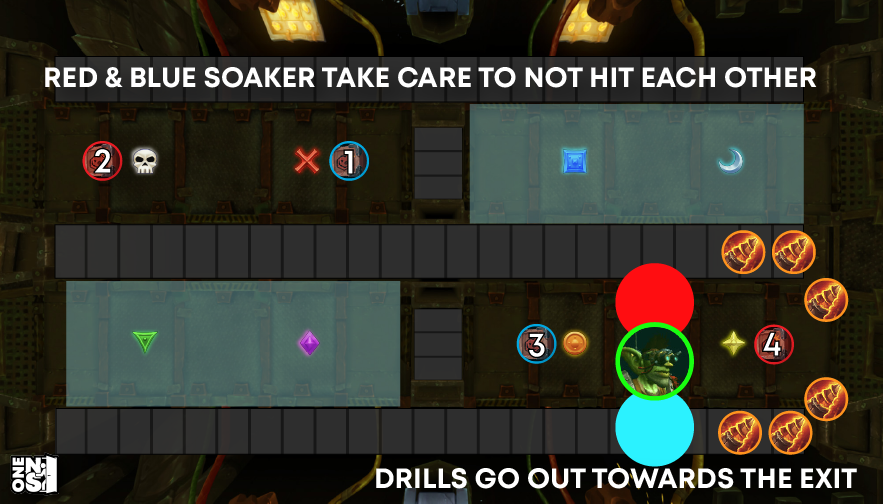 RED & BLUE SOAKER TAKE CARE TO NOT HIT EACH OTHER
2
1
3
4
DRILLS GO OUT TOWARDS THE EXIT
ONE